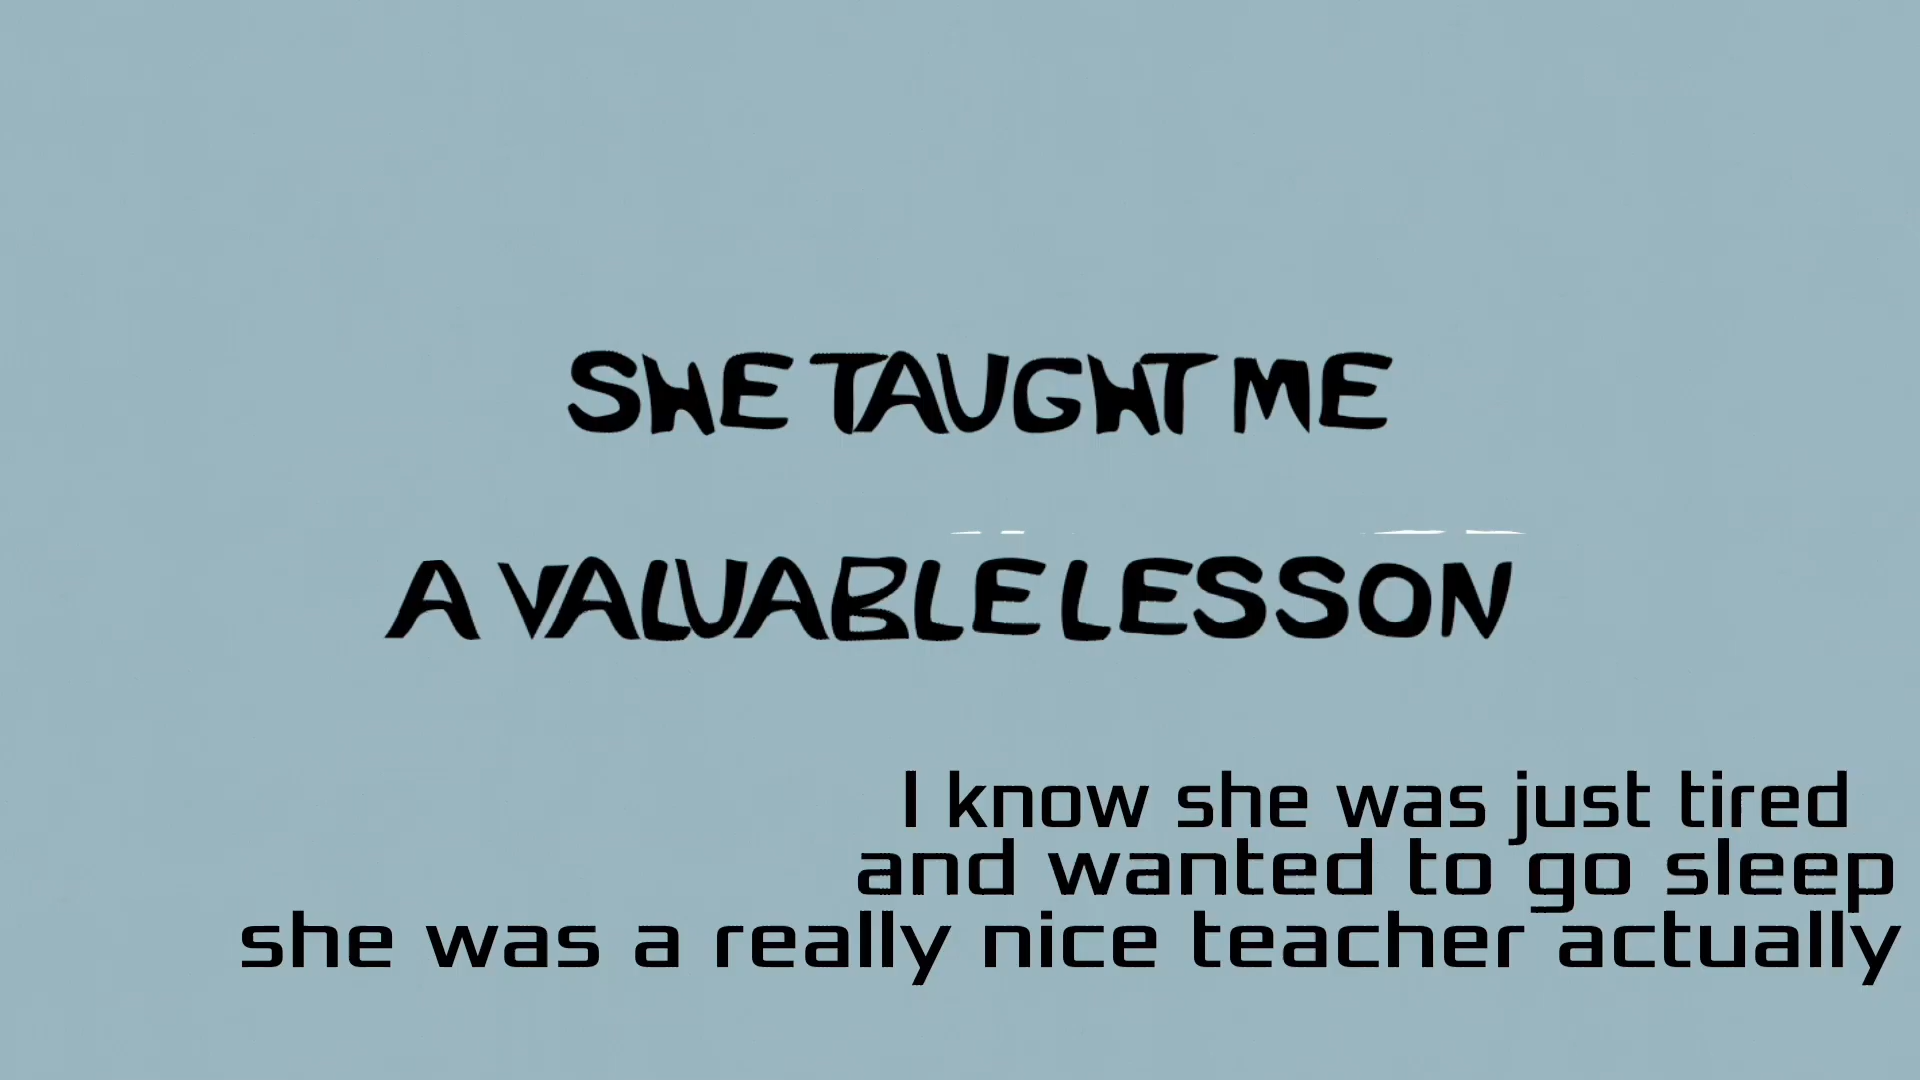 SHE TAUGHT ME
A VALUABLE LESSON
I know she was just tired
and wanted to go sleep
she was a really nice teacher actually